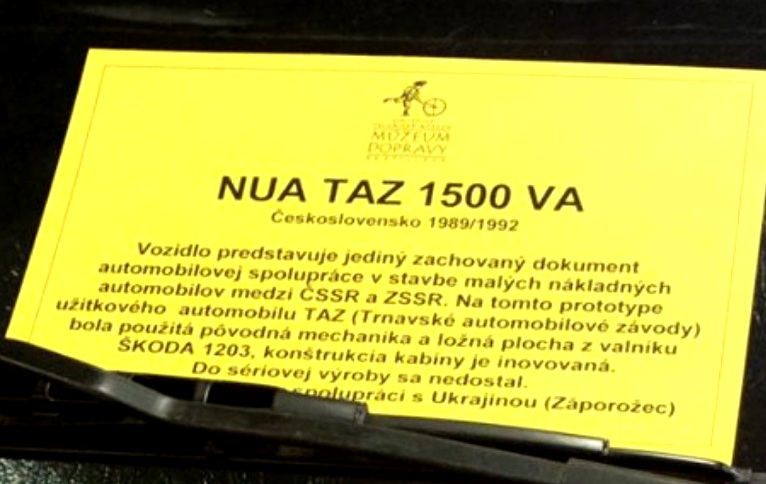 MÚZEUM
DOPRAVY
NUA TAZ 1500 VA
Československo 1989/1992
Vozidlo predstavuje jediný zachovaný dokument
automobilovej spolupráce v stavbe malých nákladných
automobilov medzi ČSSR a ZSSR. Na tomto prototype
užitkového automobilu TAZ (Trnavské automobilové závody)
bola použitá pôvodná mechanika a ložná plocha z valníku
ŠKODA 1203, konštrukcia kabíny je inovovaná.
Do sériovej výroby sa nedostal.
spolupráci s Ukrajinou (Záporožec)